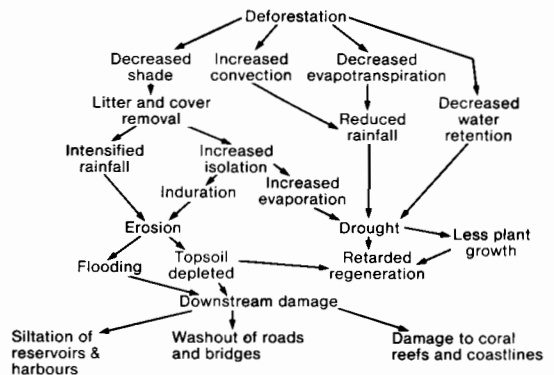 Deforestation
Decreased
shade
Increased
convection
Decreased
evapotranspiration
Litter and cover
removal
Reduced
rainfall
Decreased
water
retention
Intensified
rainfall
Increased
isolation
Induration
Increased
evaporation
Erosion
Drought
Less plant
growth
Flooding
Topsoil
depleted
Retarded
regeneration
Downstream damage
Siltation of
reservoirs &
harbours
Washout of roads
and bridges
Damage to coral
reefs and coastlines